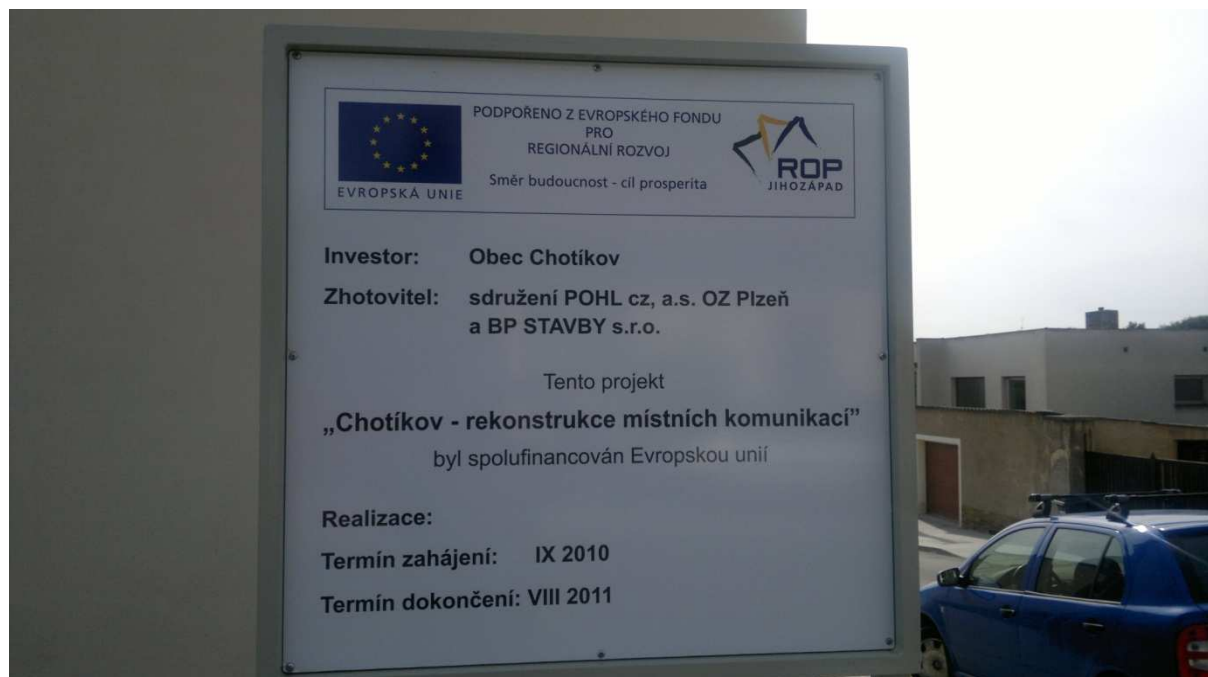 PODPOŘENO Z EVROPSKÉHO FONDU
PRO
REGIONÁLNÍ ROZVOJ
Směr budoucnost - cíl prosperita
EVROPSKÁ UNIE
ROP
JIHOZÁPAD
Investor: Obec Chotíkov
Zhotovitel: sdružení POHL cz, a.s. OZ Plzeň
a BP STAVBY s.r.o.
Tento projekt
„Chotíkov - rekonstrukce místních komunikací”
byl spolufinancován Evropskou unií
Realizace:
Termín zahájení: IX 2010
Termín dokončení: VIII 2011